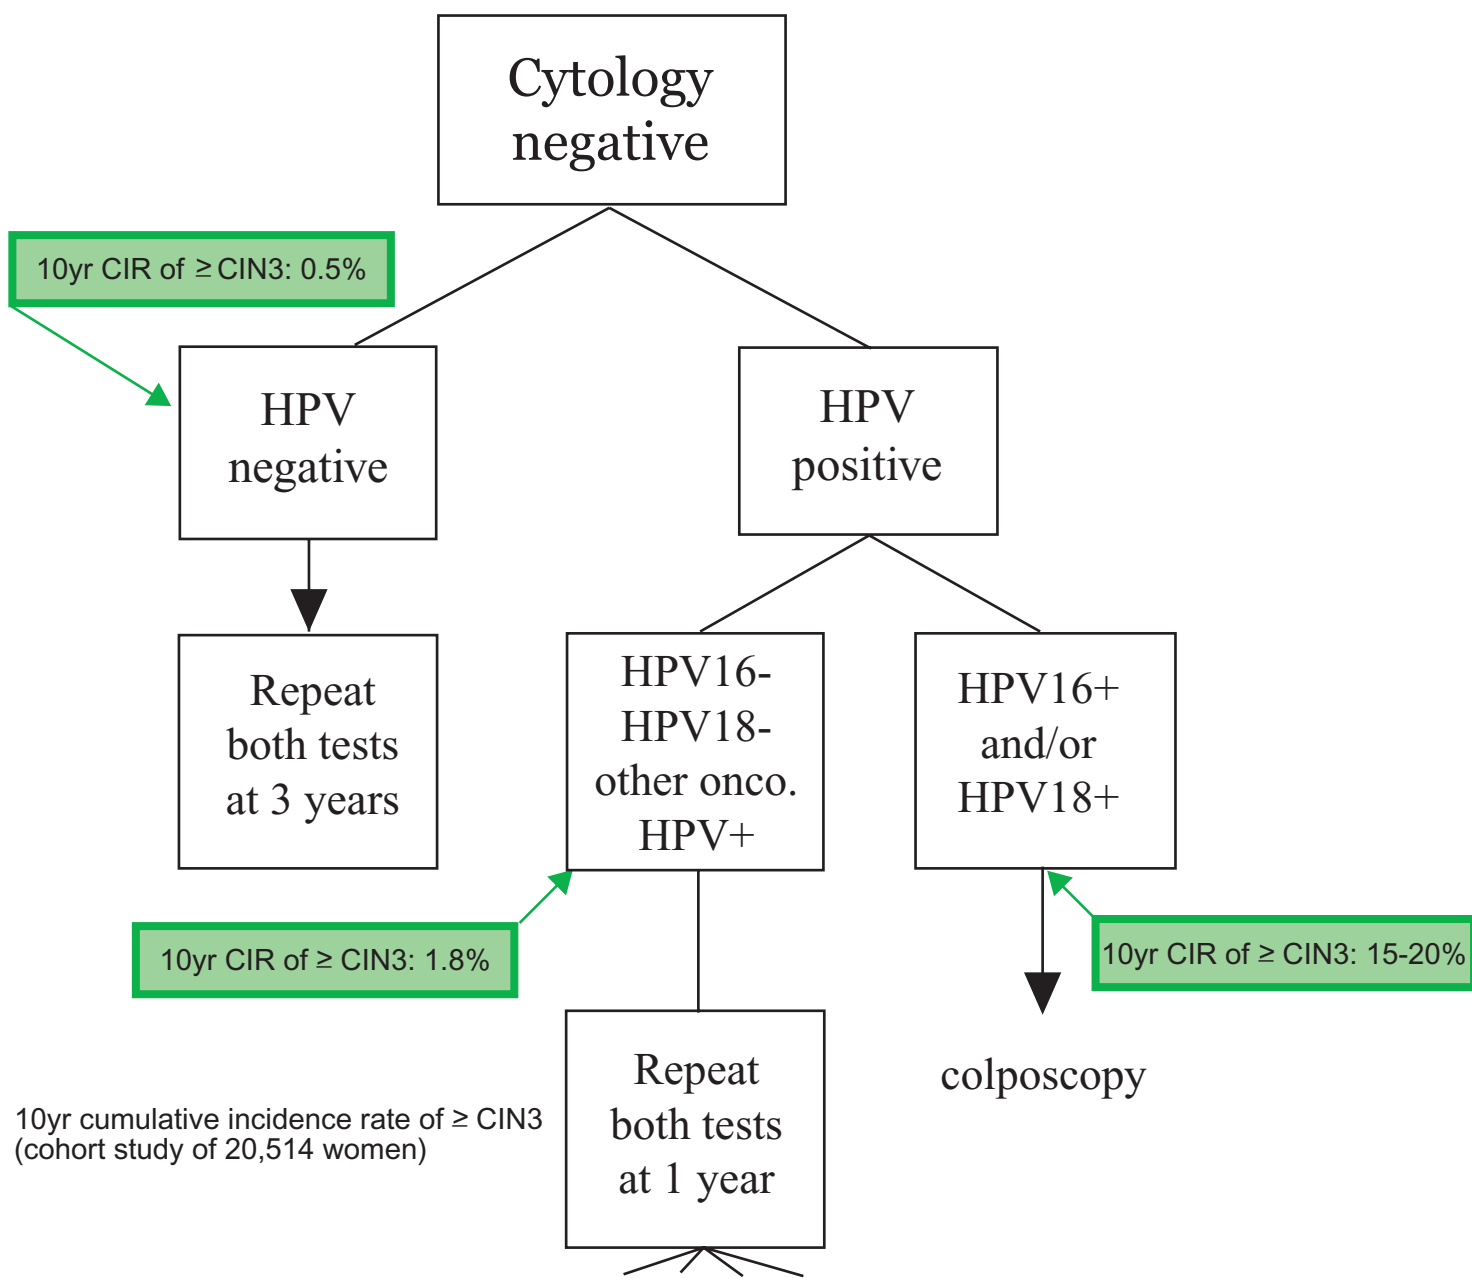 Cytology
negative
10yr CIR of ≥ CIN3: 0.5%
HPV
negative
HPV
positive
Repeat
both tests
at 3 years
HPV16-
HPV18-
other onco.
HPV+
HPV16+
and/or
HPV18+
10yr CIR of ≥ CIN3: 1.8%
10yr CIR of ≥ CIN3: 15-20%
Repeat
both tests
at 1 year
colposcopy
10yr cumulative incidence rate of ≥ CIN3
(cohort study of 20,514 women)